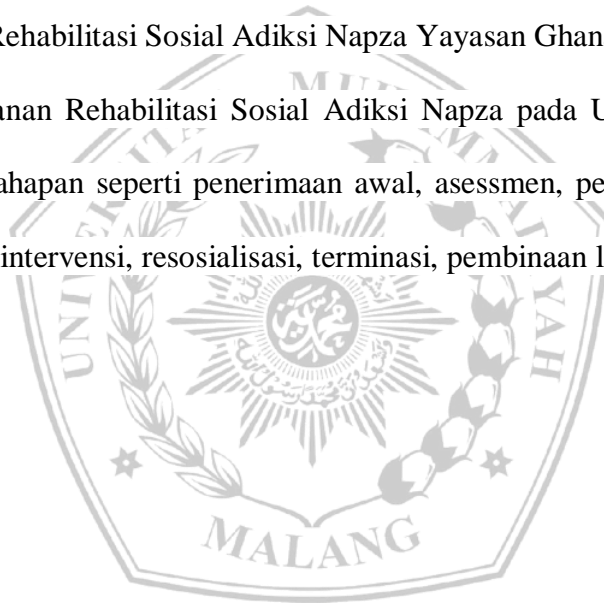 Rehabilitasi Sosial Adiksi Napza Yayasan Ghan
anan Rehabilitasi Sosial Adiksi Napza pada U
ahapan seperti penerimaan awal, asessmen, pe
intervensi, resosialisasi, terminasi, pembinaan l
MALANG